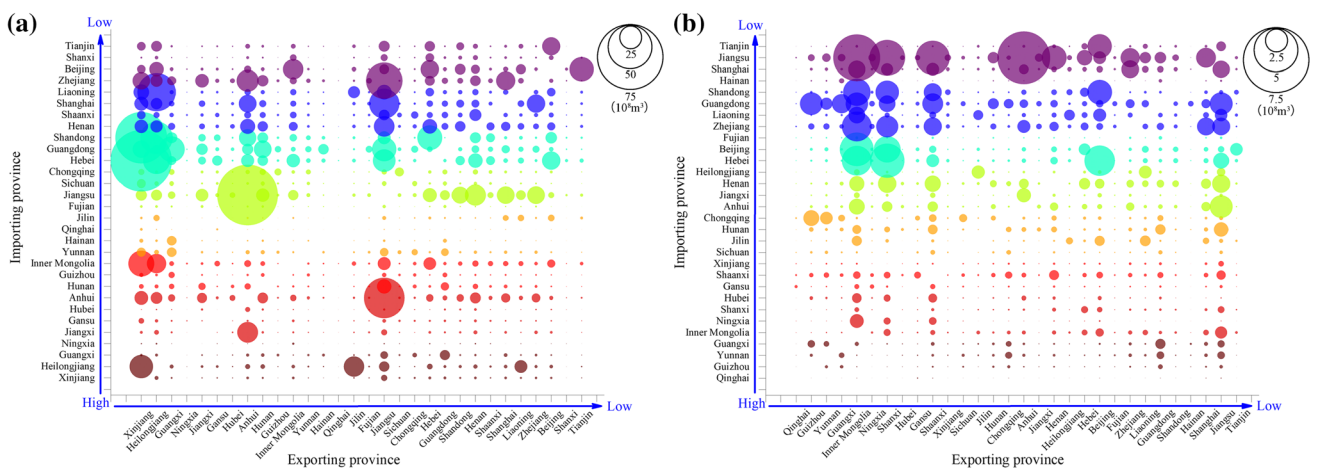 (a)
Low
Importing province
Tianjin
Shanxi
Beijing
Zhejiang
Liaoning
Shanghai
Shaanxi
Henan
Shandong
Guangdong
Hebei
Chongqing
Sichuan
Jiangsu
Fujian
Jilin
Qinghai
Hainan
Yunnan
Inner Mongolia
Guizhou
Hunan
Anhui
Hubei
Gansu
Jiangxi
Ningxia
Guangxi
Heilongjiang
Xinjiang
High
Low
25
50
75
(10⁸m³)
Xinjiang
Heilongjiang
Guangxi
Ningxia
Jiangxi
Gansu
Hubei
Anhui
Hunan
Guizhou
Inner Mongolia
Yunnan
Hainan
Qinghai
Jilin
Fujian
Jiangsu
Sichuan
Chongqing
Hebei
Guangdong
Shandong
Henan
Shaanxi
Shanghai
Liaoning
Zhejiang
Beijing
Shanxi
Tianjin
Exporting province
(b)
Low
Importing province
Tianjin
Jiangsu
Shanghai
Hainan
Shandong
Guangdong
Liaoning
Zhejiang
Fujian
Beijing
Hebei
Heilongjiang
Henan
Jiangxi
Anhui
Chongqing
Hunan
Jilin
Sichuan
Xinjiang
Shaanxi
Gansu
Hubei
Shanxi
Ningxia
Inner Mongolia
Guangxi
Yunnan
Guizhou
Qinghai
High
Low
2.5
5
7.5
(10⁸m³)
Qinghai
Guizhou
Yunnan
Guangxi
Inner Mongolia
Ningxia
Shanxi
Hubei
Gansu
Shaanxi
Xinjiang
Sichuan
Jilin
Hunan
Chongqing
Anhui
Jiangxi
Heilongjiang
Hebei
Beijing
Fujian
Zhejiang
Liaoning
Guangdong
Shandong
Hainan
Shanghai
Jiangsu
Tianjin
Exporting province